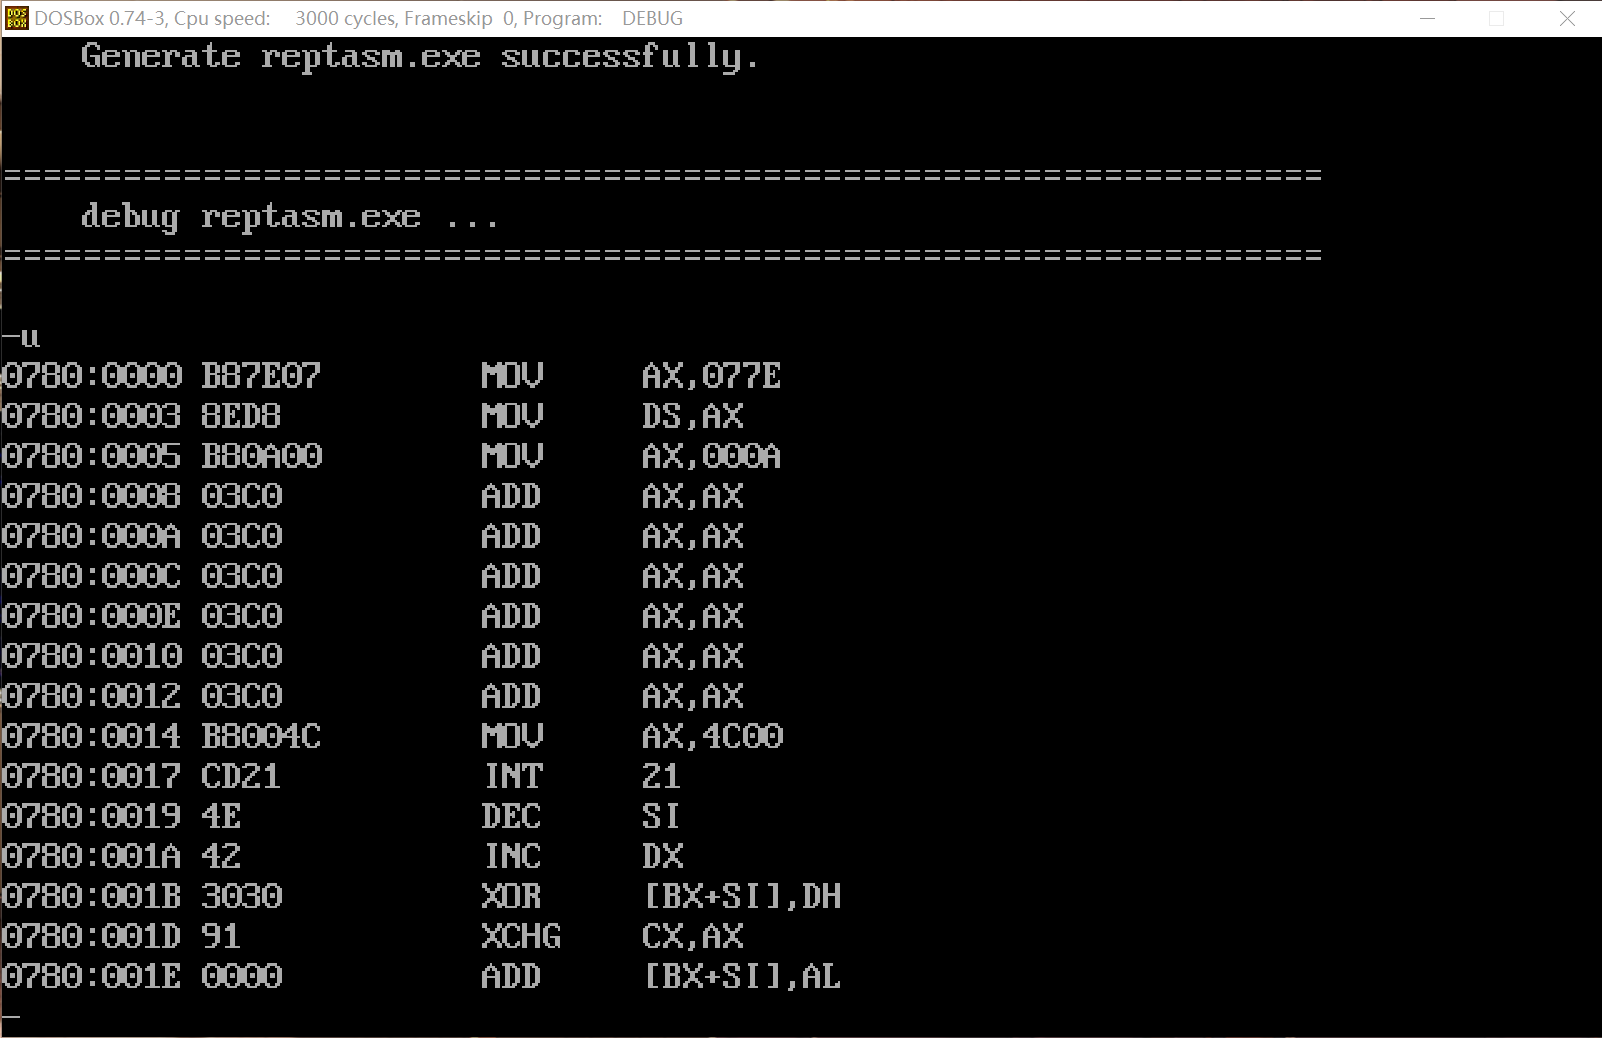 DOSBox 0.74-3, Cpu speed: 3000 cycles, Frameskip 0, Program: DEBUG
Generate reptasm.exe successfully.
==================================================================
debug reptasm.exe ...
==================================================================
-u
0780:0000 B87E07 MOV AX,077E
0780:0003 8ED8 MOV DS,AX
0780:0005 B80A00 MOV AX,000A
0780:0008 03C0 ADD AX,AX
0780:000A 03C0 ADD AX,AX
0780:000C 03C0 ADD AX,AX
0780:000E 03C0 ADD AX,AX
0780:0010 03C0 ADD AX,AX
0780:0012 03C0 ADD AX,AX
0780:0014 B8004C MOV AX,4C00
0780:0017 CD21 INT 21
0780:0019 4E DEC SI
0780:001A 42 INC DX
0780:001B 3030 XOR [BX+SI],DH
0780:001D 91 XCHG CX,AX
0780:001E 0000 ADD [BX+SI],AL
-